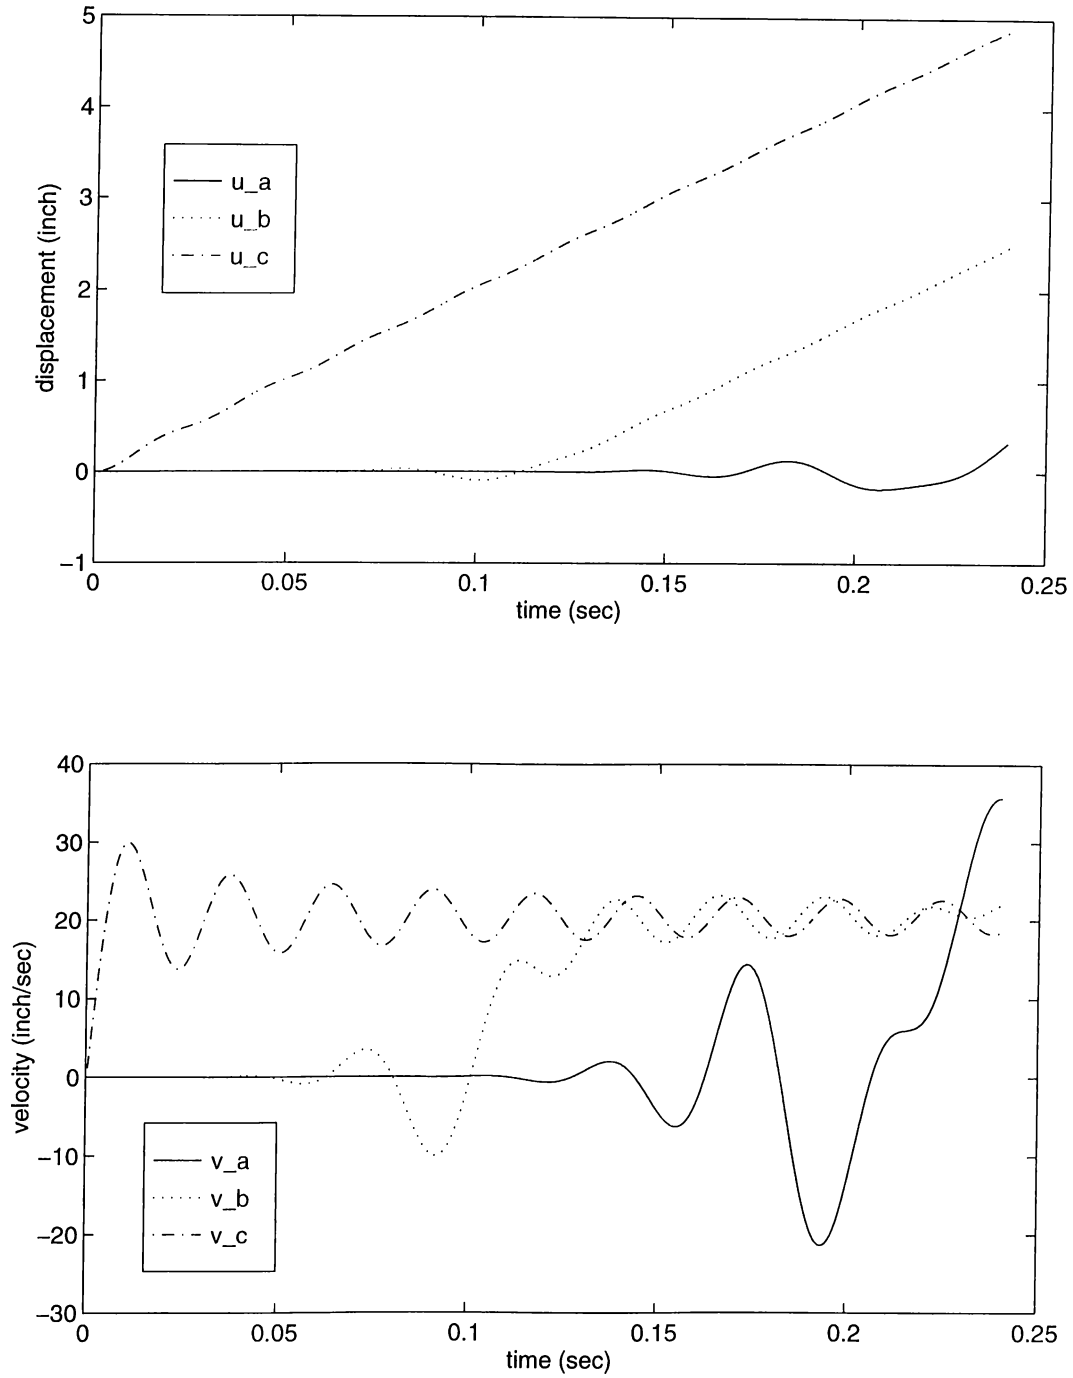 5
4
3
2
1
0
−1
displacement (inch)
u_a
u_b
u_c
0
0.05
0.1
0.15
0.2
0.25
time (sec)
40
30
20
10
0
−10
−20
−30
velocity (inch/sec)
v_a
v_b
v_c
0
0.05
0.1
0.15
0.2
0.25
time (sec)